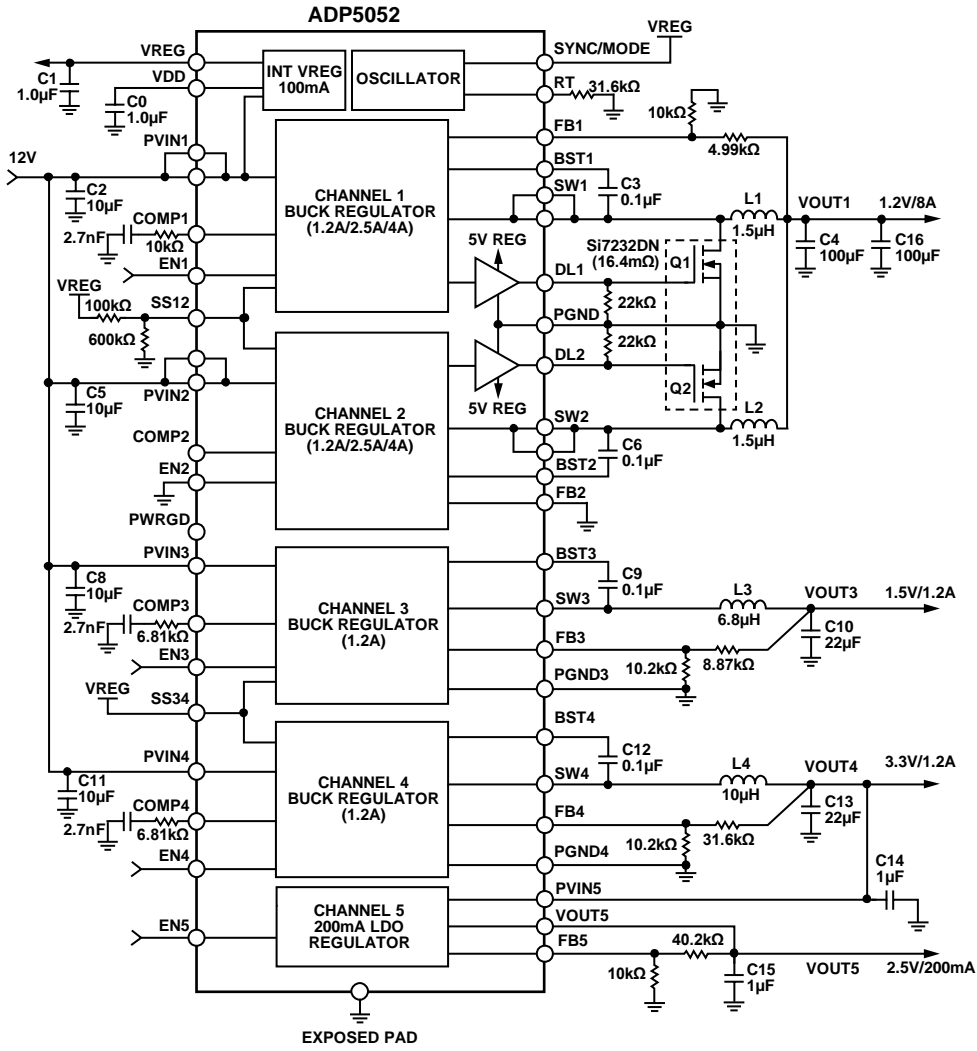 ADP5052
VREG
C1
1.0µF
VDD
C0
1.0µF
INT VREG
100mA
OSCILLATOR
SYNC/MODE
VREG
RT
31.6kΩ
FB1
10kΩ
4.99kΩ
PVIN1
12V
C2
10µF
COMP1
2.7nF
10kΩ
EN1
CHANNEL 1
BUCK REGULATOR
(1.2A/2.5A/4A)
BST1
C3
0.1µF
SW1
L1
1.5µH
VOUT1
1.2V/8A
C4
100µF
C16
100µF
5V REG
Si7232DN
(16.4mΩ)
Q1
DL1
22kΩ
VREG
100kΩ
SS12
600kΩ
PGND
22kΩ
DL2
5V REG
Q2
PVIN2
C5
10µF
COMP2
EN2
CHANNEL 2
BUCK REGULATOR
(1.2A/2.5A/4A)
SW2
L2
1.5µH
C6
0.1µF
BST2
FB2
PWRGD
PVIN3
C8
10µF
COMP3
2.7nF
6.81kΩ
EN3
CHANNEL 3
BUCK REGULATOR
(1.2A)
BST3
C9
0.1µF
SW3
L3
6.8µH
VOUT3
1.5V/1.2A
C10
22µF
FB3
10.2kΩ
8.87kΩ
PGND3
VREG
SS34
PVIN4
C11
10µF
COMP4
2.7nF
6.81kΩ
EN4
CHANNEL 4
BUCK REGULATOR
(1.2A)
BST4
C12
0.1µF
SW4
L4
10µH
VOUT4
3.3V/1.2A
C13
22µF
FB4
10.2kΩ
31.6kΩ
PGND4
C14
1µF
PVIN5
EN5
CHANNEL 5
200mA LDO
REGULATOR
VOUT5
FB5
40.2kΩ
10kΩ
C15
1µF
VOUT5
2.5V/200mA
EXPOSED PAD